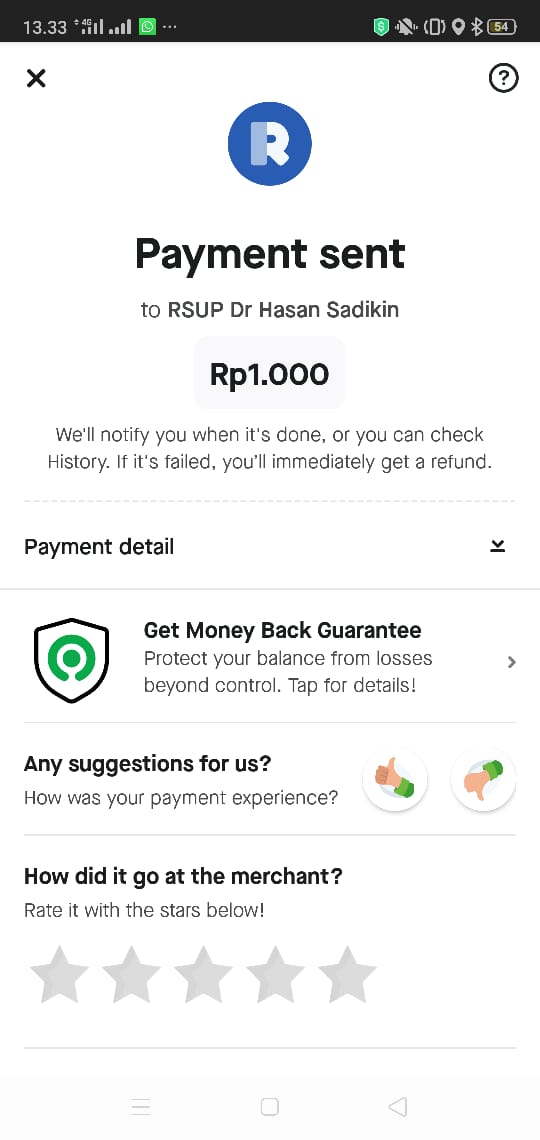 13.33 4G 54
R
Payment sent
to RSUP Dr Hasan Sadikin
Rp1.000
We'll notify you when it's done, or you can check
History. If it's failed, you'll immediately get a refund.
Payment detail
Get Money Back Guarantee
Protect your balance from losses
beyond control. Tap for details!
Any suggestions for us?
How was your payment experience?
How did it go at the merchant?
Rate it with the stars below!